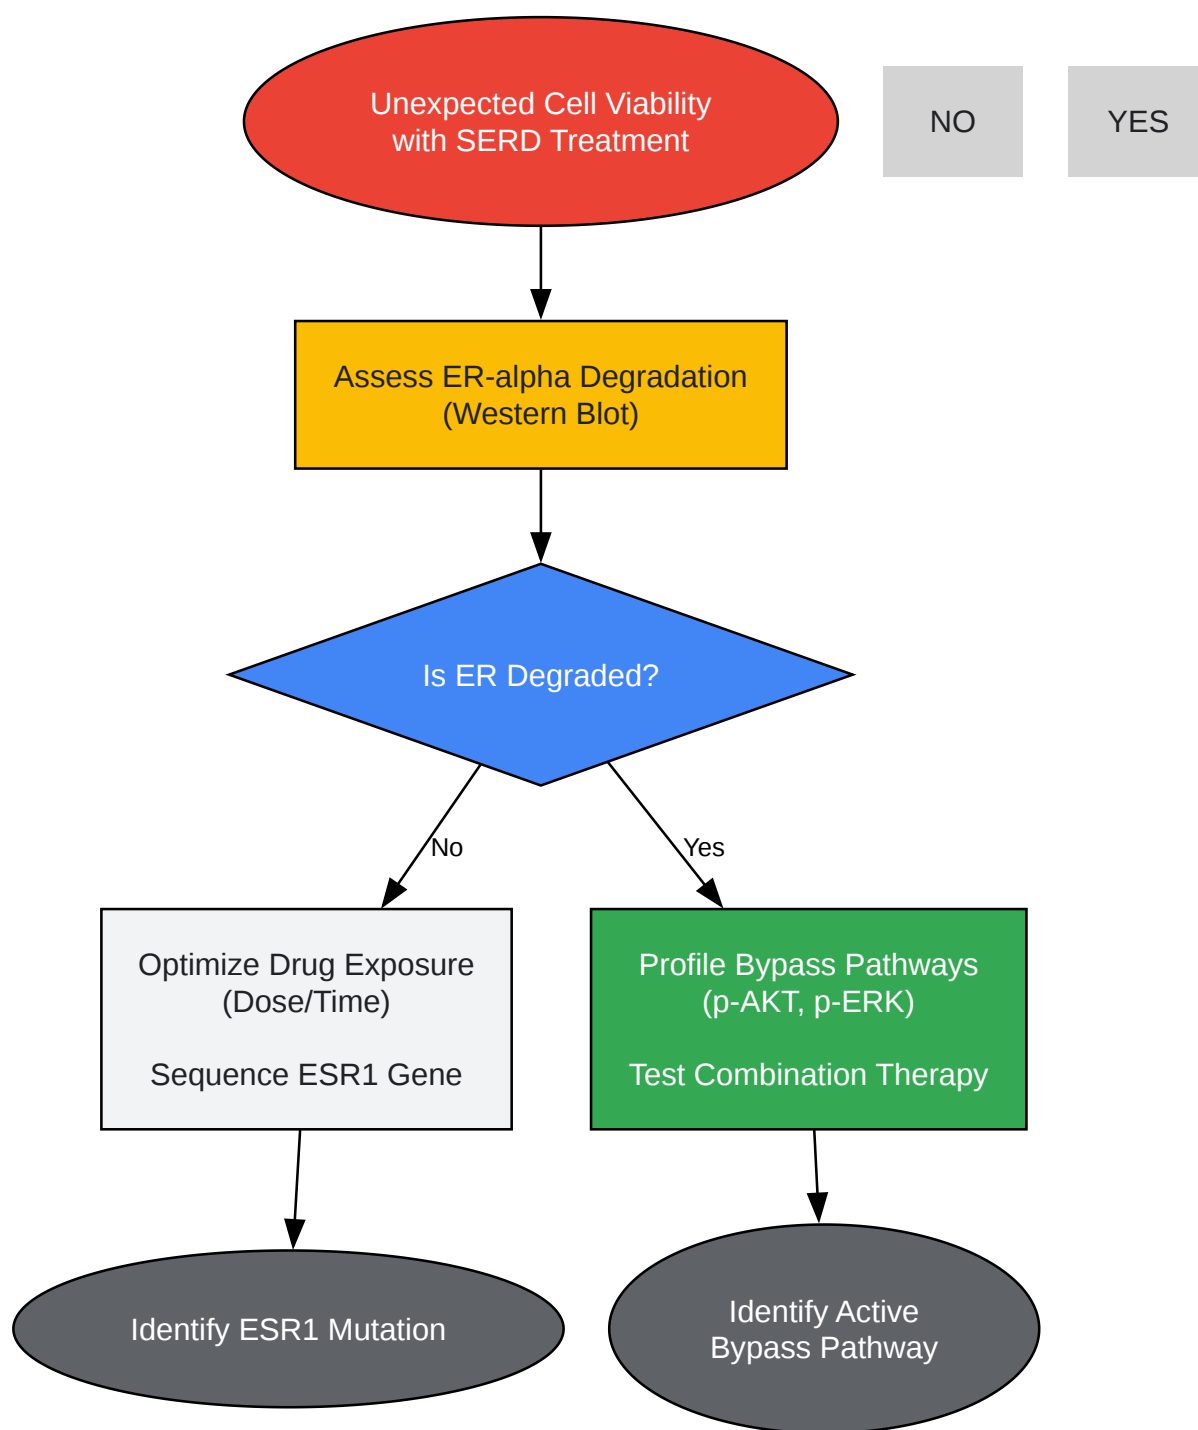 Unexpected Cell Viability
with SERD Treatment
NO
YES
Assess ER-alpha Degradation
(Western Blot)
Is ER Degraded?
No
Yes
Optimize Drug Exposure
(Dose/Time)
Sequence ESR1 Gene
Profile Bypass Pathways
(p-AKT, p-ERK)
Test Combination Therapy
Identify ESR1 Mutation
Identify Active
Bypass Pathway